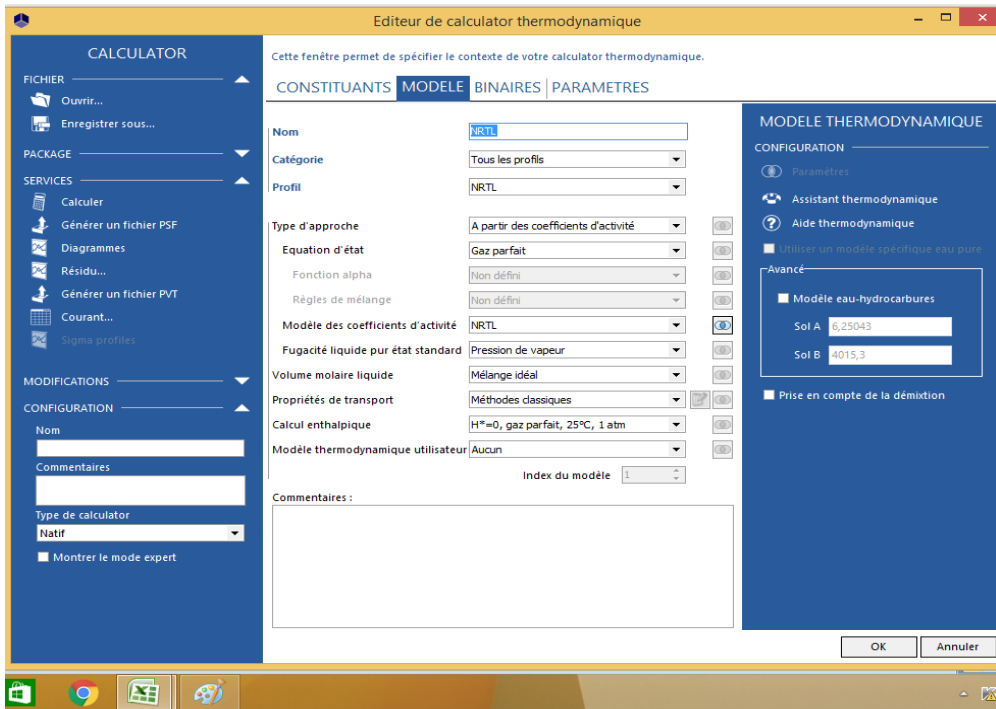 Editeur de calculator thermodynamique
CALCULATOR
FICHIER
Ouvrir...
Enregistrer sous...
PACKAGE
SERVICES
Calculer
Générer un fichier PSF
Diagrammes
Résidu...
Générer un fichier PVT
Courant...
Sigma profiles
MODIFICATIONS
CONFIGURATION
Nom
Commentaires
Type de calculator
Natif
Montrer le mode expert
Cette fenêtre permet de spécifier le contexte de votre calculator thermodynamique.
CONSTITUANTS MODELE BINAIRES PARAMETRES
Nom NRTL
Catégorie Tous les profils
Profil NRTL
Type d'approche A partir des coefficients d'activité
Equation d'état Gaz parfait
Fonction alpha Non défini
Règles de mélange Non défini
Modèle des coefficients d'activité NRTL
Fugacité liquide pur état standard Pression de vapeur
Volume molaire liquide Mélange idéal
Propriétés de transport Méthodes classiques
Calcul enthalpique H*=0, gaz parfait, 25°C, 1 atm
Modèle thermodynamique utilisateur Aucun
Index du modèle 1
Commentaires :
MODELE THERMODYNAMIQUE
CONFIGURATION
Paramètres
Assistant thermodynamique
Aide thermodynamique
Utiliser un modèle spécifique eau pure
Avancé
Modèle eau-hydrocarbures
Sol A 6,25043
Sol B 4015,3
Prise en compte de la démixtion
OK Annuler